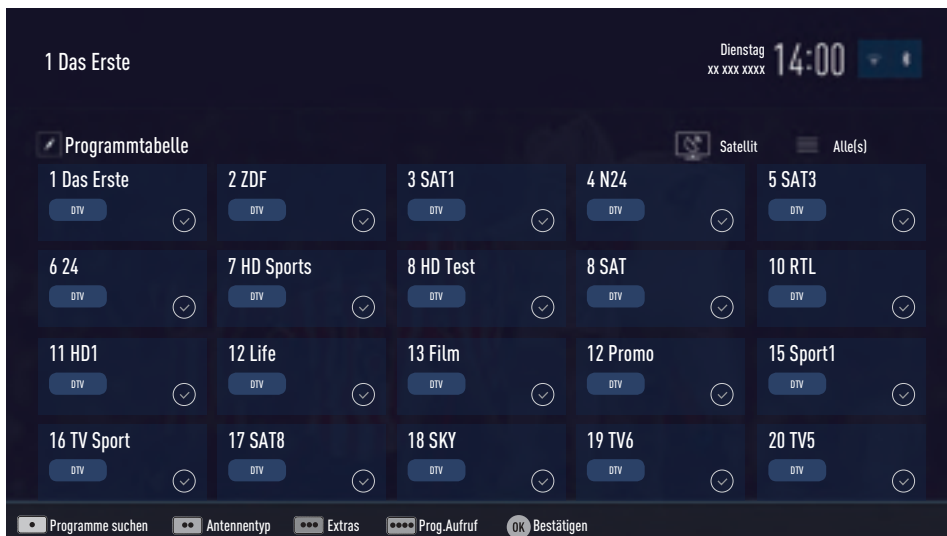 1 Das Erste
Dienstag
xx xxx xxxx
14:00
Programmtabelle
Satellit
Alle(s)
1 Das Erste
2 ZDF
3 SAT1
4 N24
5 SAT3
DTV
DTV
DTV
DTV
DTV
6 24
7 HD Sports
8 HD Test
8 SAT
10 RTL
DTV
DTV
DTV
DTV
DTV
11 HD1
12 Life
13 Film
12 Promo
15 Sport1
DTV
DTV
DTV
DTV
DTV
16 TV Sport
17 SAT8
18 SKY
19 TV6
20 TV5
DTV
DTV
DTV
DTV
DTV
Programme suchen
Antennentyp
Extras
Prog.Aufruf
OK Bestätigen